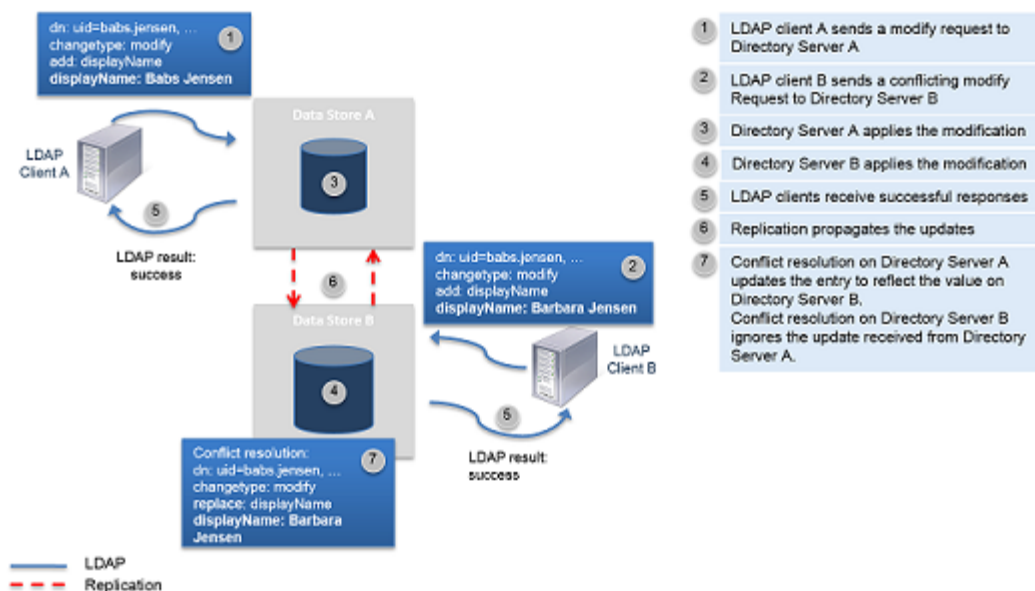 dn: uid=babs.jensen, ...
changetype: modify
add: displayName
displayName: Babs Jensen
1
LDAP
Client A
Data Store A
3
5
LDAP result:
success
6
dn: uid=babs.jensen, ...
changetype: modify
add: displayName
displayName: Barbara Jensen
2
Data Store B
4
LDAP
Client B
5
LDAP result:
success
Conflict resolution:
dn: uid=babs.jensen, ...
changetype: modify
replace: displayName
displayName: Barbara
Jensen
7
LDAP
Replication
1 LDAP client A sends a modify request to
Directory Server A
2 LDAP client B sends a conflicting modify
Request to Directory Server B
3 Directory Server A applies the modification
4 Directory Server B applies the modification
5 LDAP clients receive successful responses
6 Replication propagates the updates
7 Conflict resolution on Directory Server A
updates the entry to reflect the value on
Directory Server B.
Conflict resolution on Directory Server B
ignores the update received from Directory
Server A.